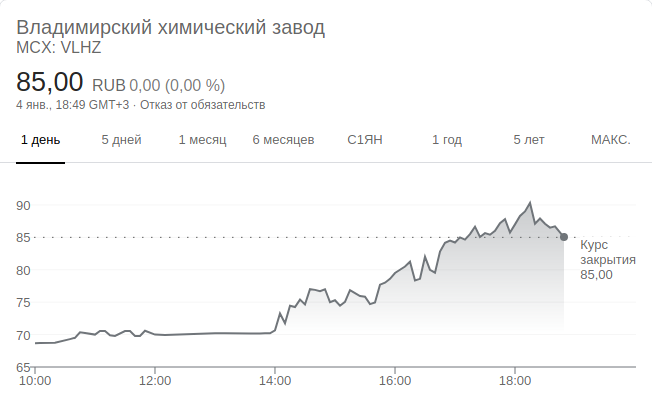 Владимирский химический завод
MCX: VLHZ
85,00 RUB 0,00 (0,00 %)
4 янв., 18:49 GMT+3 · Отказ от обязательств
1 день 5 дней 1 месяц 6 месяцев С1ЯН 1 год 5 лет МАКС.
90
85
Курс
закрытия
85,00
80
75
70
65
10:00 12:00 14:00 16:00 18:00